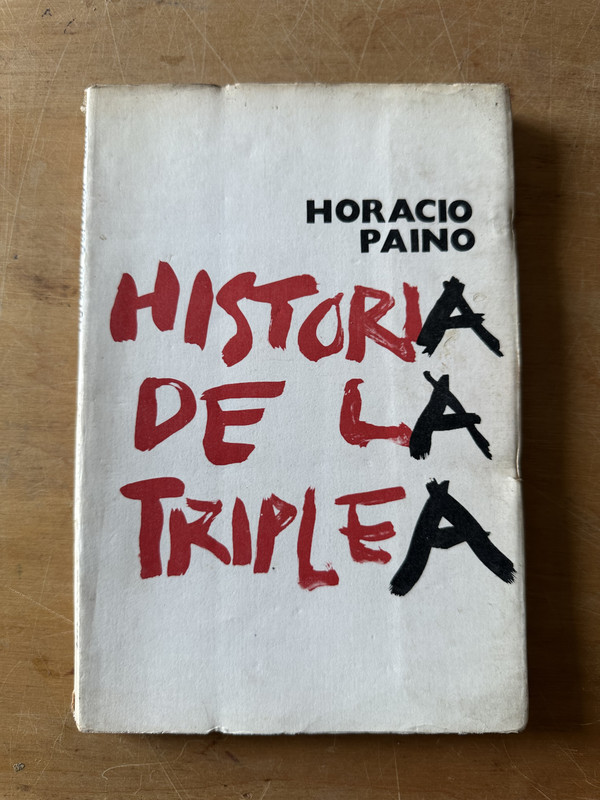 HORACIO
PAINO
HISTORIA
DE LA
TRIPLE A